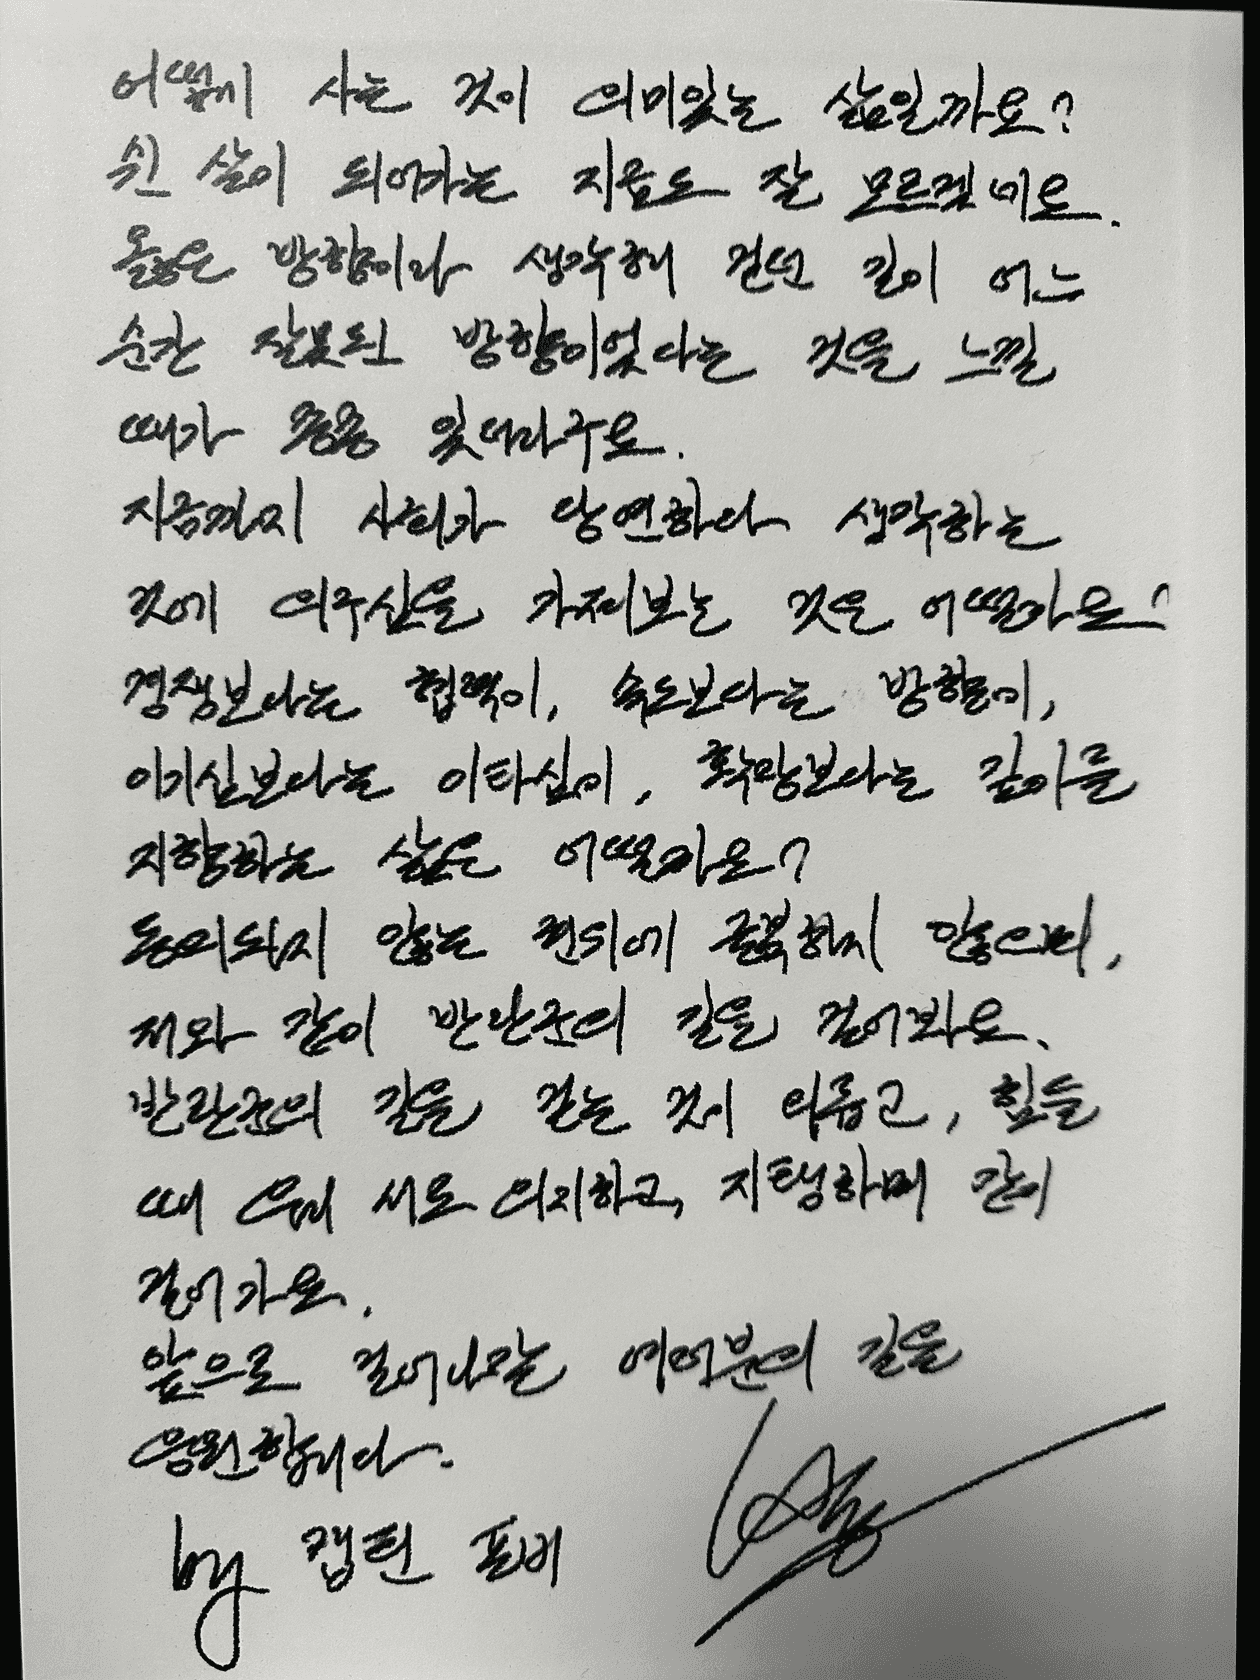 어떻게 사는 것이 의미있는 삶일까요?
쉰 살이 되어가는 지금도 잘 모르겠네요.
옳은 방향이라 생각해 걷던 길이 어느
순간 잘못된 방향이었다는 것을 느낄
때가 종종 있더라구요.
지금까지 사회가 당연하다 생각하는
것에 의구심을 가져보는 것은 어떨까요?
경쟁보다는 협력이, 속도보다는 방향이,
이기심보다는 이타심이, 욕망보다는 깊이를
지향하는 삶은 어떨까요?
동의되지 않는 권위에 굴복하지 않으며,
저와 같이 반란군의 길을 걸어봐요.
반란군의 길을 걷는 것이 외롭고, 힘들
때 우리 서로 의지하고, 지탱하며 같이
걸어가요.
앞으로 걸어나갈 여러분의 길을
응원합니다.
by 캡틴 폴비